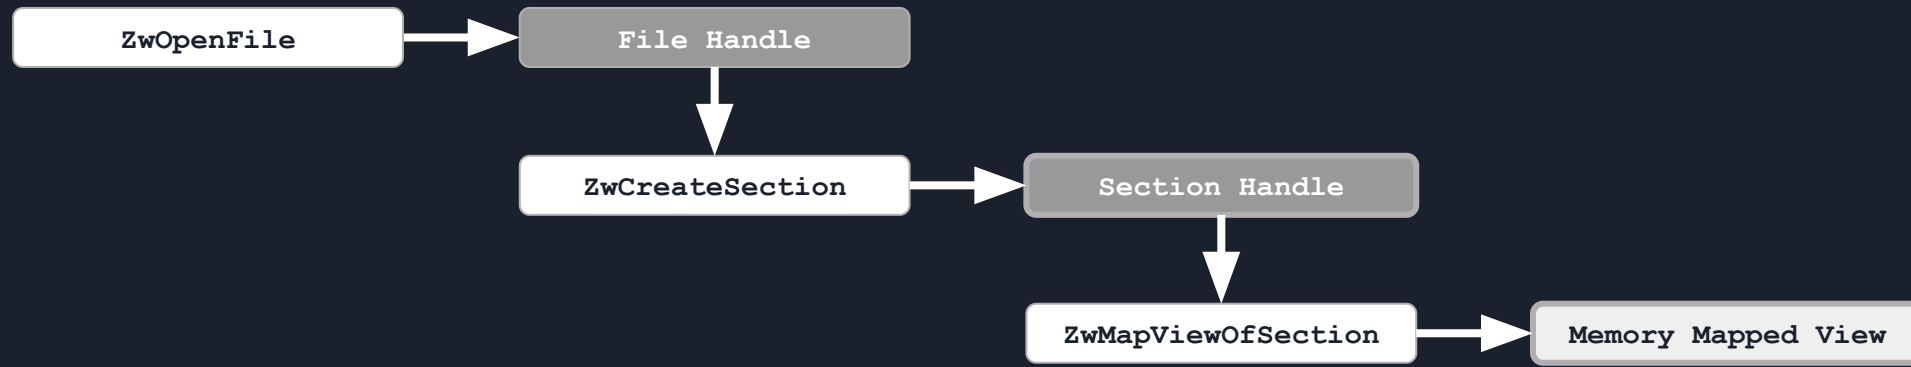 ZwOpenFile
File Handle
ZwCreateSection
Section Handle
ZwMapViewOfSection
Memory Mapped View